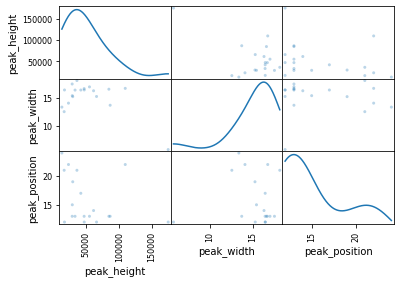 peak_height
150000
100000
50000
peak_width
15
10
peak_position
20
15
50000
100000
150000
10
15
15
20
peak_height
peak_width
peak_position